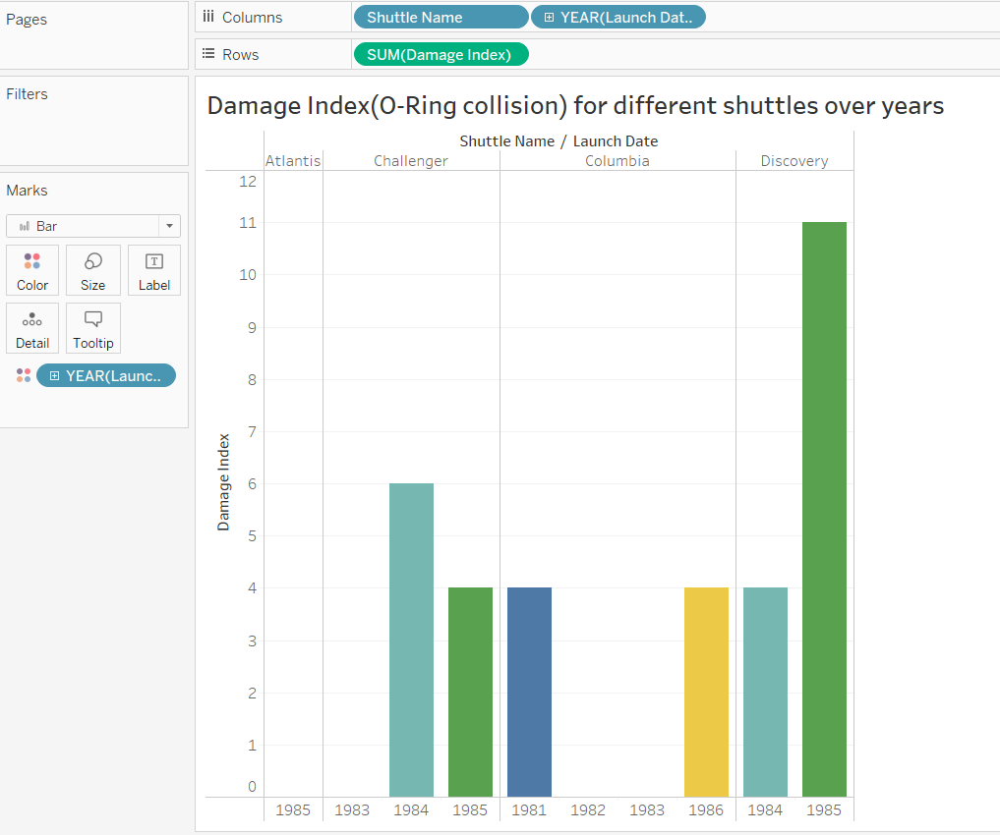 Pages
Columns Shuttle Name YEAR(Launch Dat..
Rows SUM(Damage Index)
Filters
Marks
Bar
Color Size Label
Detail Tooltip
YEAR(Launc..
Damage Index(O-Ring collision) for different shuttles over years
Shuttle Name / Launch Date
Atlantis Challenger Columbia Discovery
12
11
10
9
8
7
6
5
4
3
2
1
0
Damage Index
1985 1983 1984 1985 1981 1982 1983 1986 1984 1985